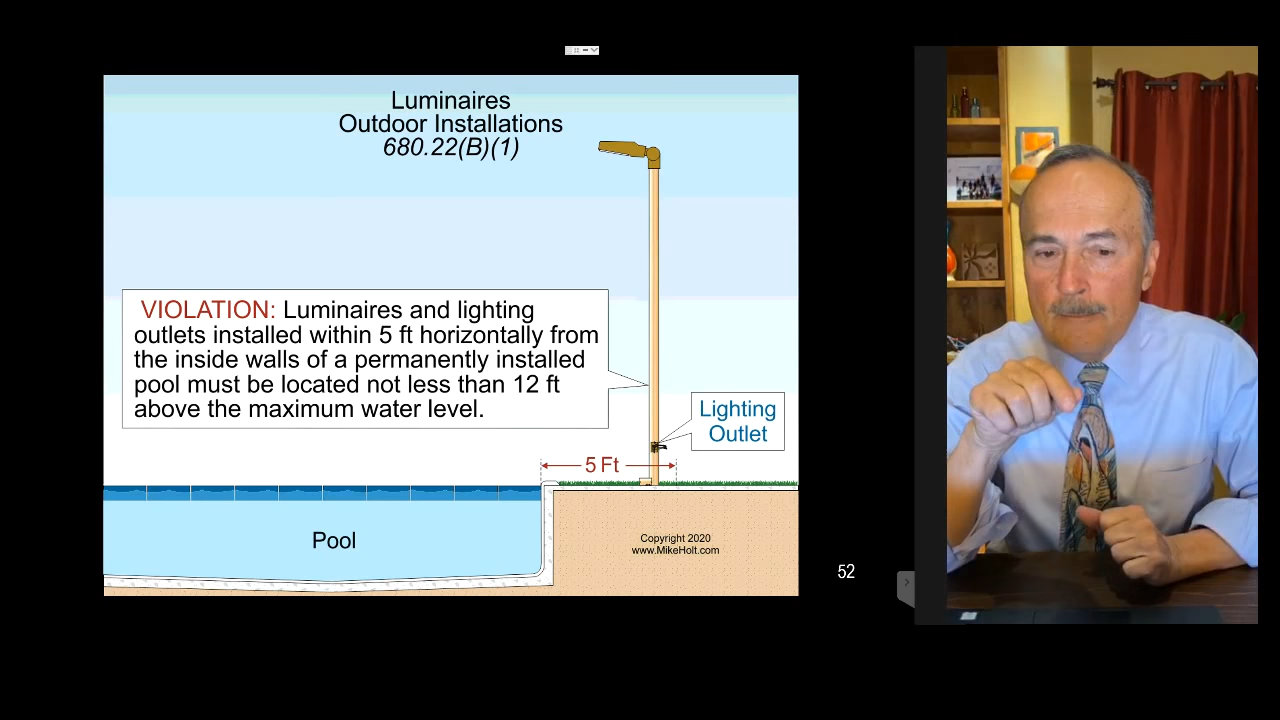 Luminaires
Outdoor Installations
680.22(B)(1)
VIOLATION: Luminaires and lighting
outlets installed within 5 ft horizontally from
the inside walls of a permanently installed
pool must be located not less than 12 ft
above the maximum water level.
Lighting
Outlet
5 Ft
Pool
Copyright 2020
www.MikeHolt.com
52